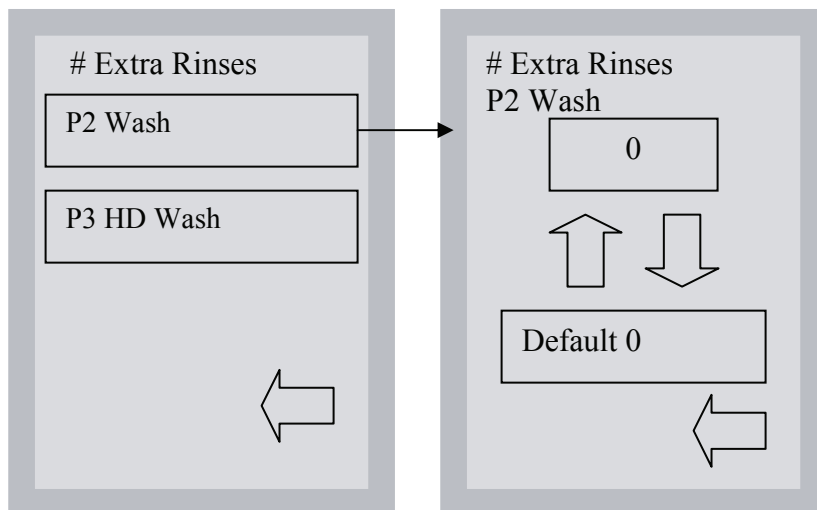 # Extra Rinses
P2 Wash
P3 HD Wash
# Extra Rinses
P2 Wash
0
Default 0